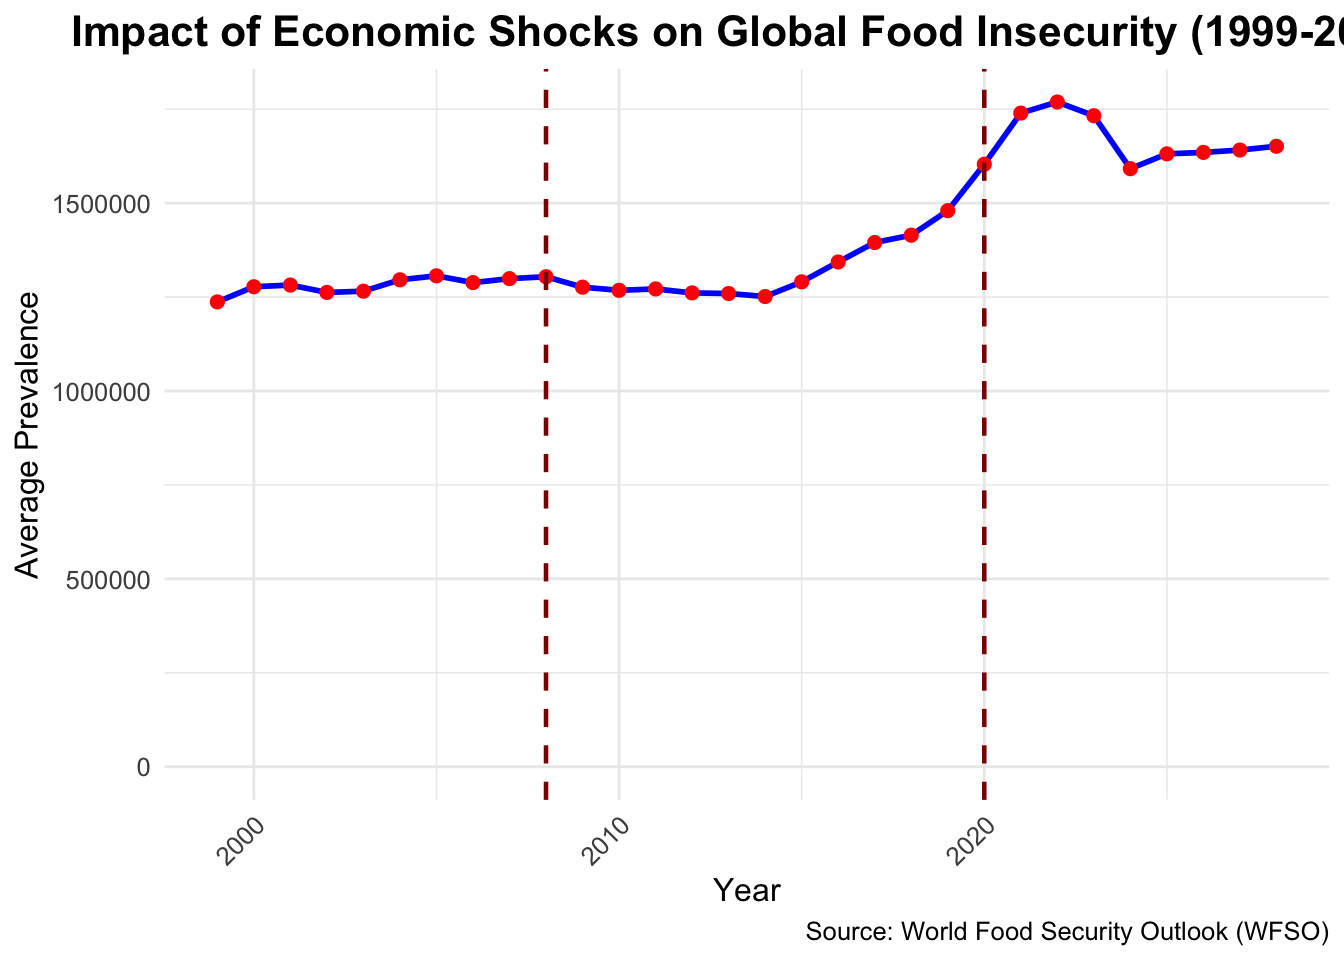 Impact of Economic Shocks on Global Food Insecurity (1999-20
1500000
1000000
500000
0
Average Prevalence
2000
2010
2020
Year
Source: World Food Security Outlook (WFSO)